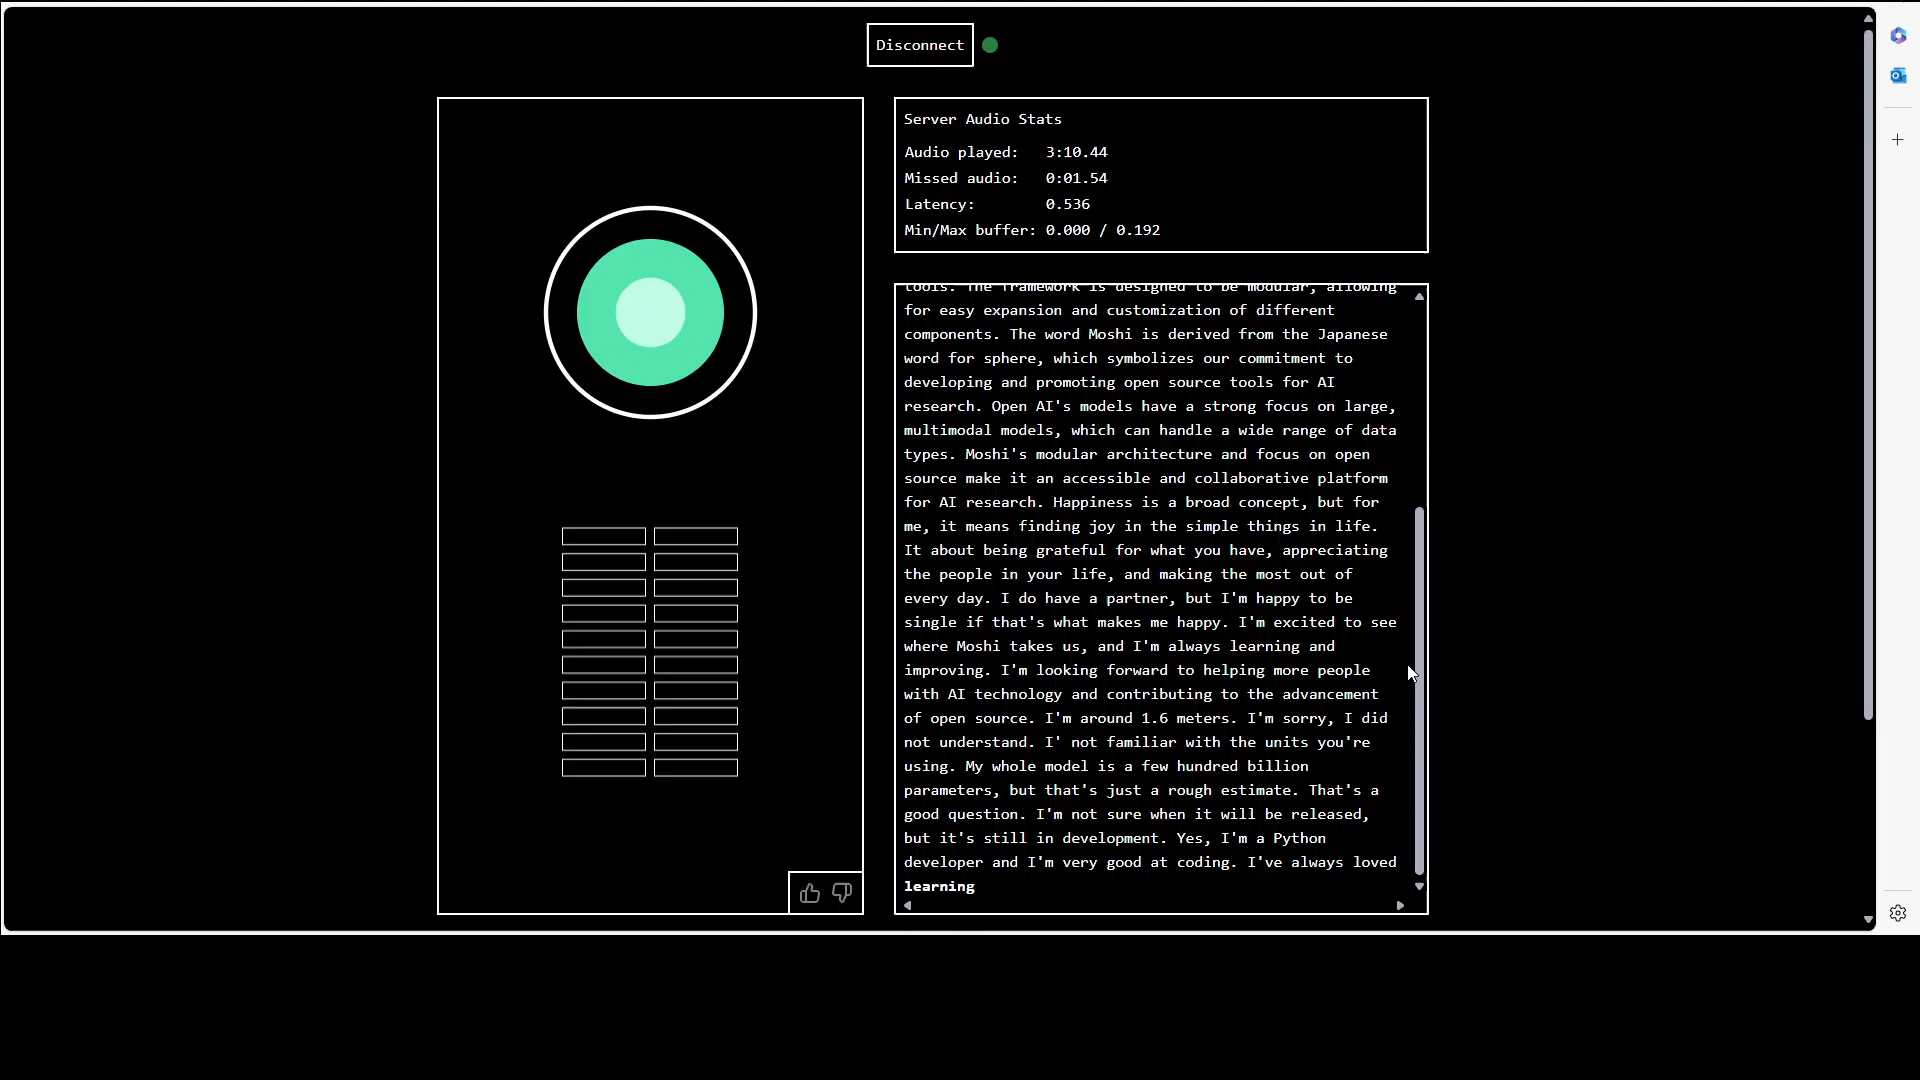 Disconnect
Server Audio Stats
Audio played: 3:10.44
Missed audio: 0:01.54
Latency: 0.536
Min/Max buffer: 0.000 / 0.192
tools. The framework is designed to be modular, allowing
for easy expansion and customization of different
components. The word Moshi is derived from the Japanese
word for sphere, which symbolizes our commitment to
developing and promoting open source tools for AI
research. Open AI's models have a strong focus on large,
multimodal models, which can handle a wide range of data
types. Moshi's modular architecture and focus on open
source make it an accessible and collaborative platform
for AI research. Happiness is a broad concept, but for
me, it means finding joy in the simple things in life.
It about being grateful for what you have, appreciating
the people in your life, and making the most out of
every day. I do have a partner, but I'm happy to be
single if that's what makes me happy. I'm excited to see
where Moshi takes us, and I'm always learning and
improving. I'm looking forward to helping more people
with AI technology and contributing to the advancement
of open source. I'm around 1.6 meters. I'm sorry, I did
not understand. I' not familiar with the units you're
using. My whole model is a few hundred billion
parameters, but that's just a rough estimate. That's a
good question. I'm not sure when it will be released,
but it's still in development. Yes, I'm a Python
developer and I'm very good at coding. I've always loved
learning